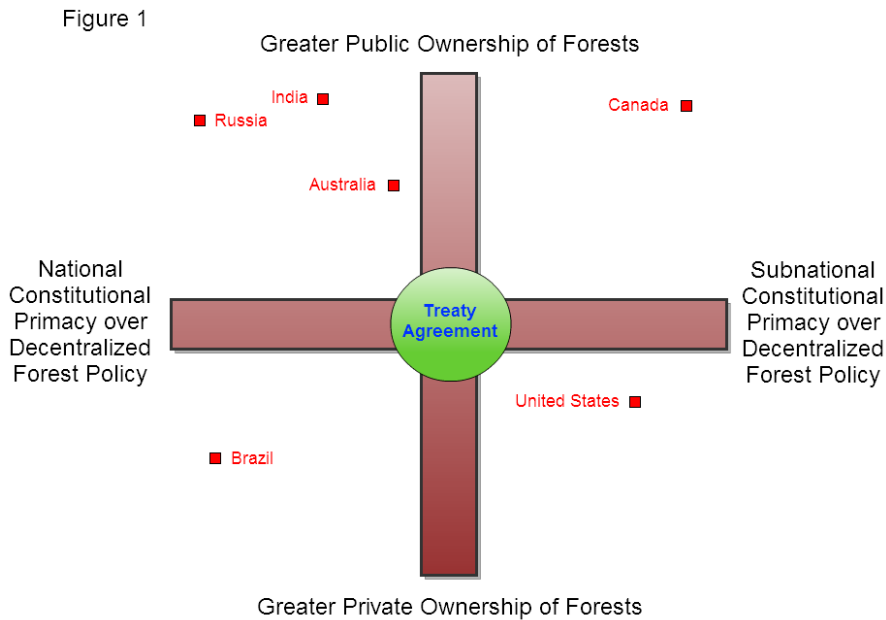 Figure 1
Greater Public Ownership of Forests
India
Canada
Russia
Australia
National
Constitutional
Primacy over
Decentralized
Forest Policy
Treaty
Agreement
Subnational
Constitutional
Primacy over
Decentralized
Forest Policy
United States
Brazil
Greater Private Ownership of Forests